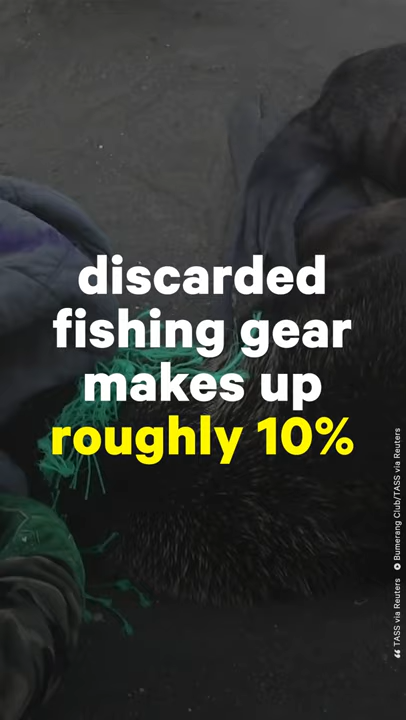 discarded
fishing gear
makes up
roughly 10%
TASS via Reuters Bumerang Club/TASS via Reuters